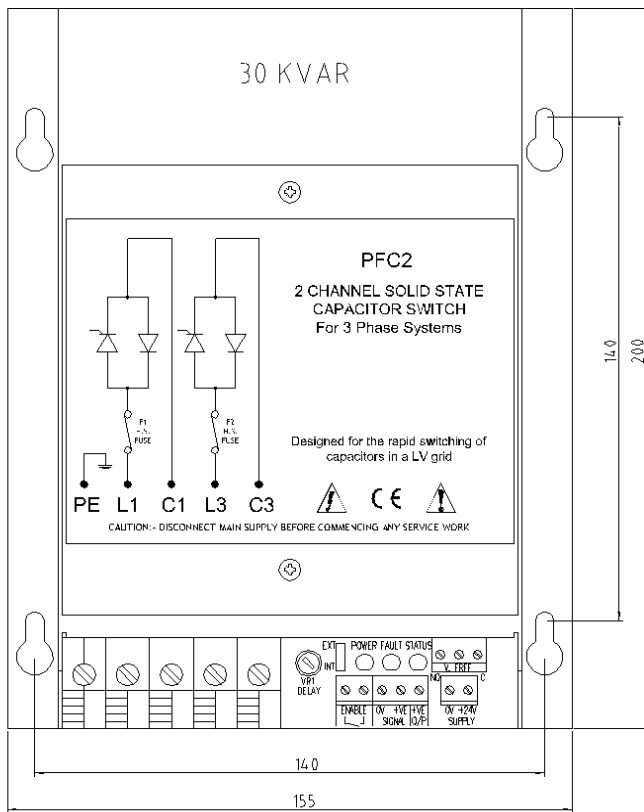 30 KVAR
PFC2
2 CHANNEL SOLID STATE
CAPACITOR SWITCH
For 3 Phase Systems
F1
H.S.
FUSE
F2
H.S.
FUSE
Designed for the rapid switching of
capacitors in a LV grid
PE L1 C1 L3 C3
CE
CAUTION:- DISCONNECT MAIN SUPPLY BEFORE COMMENCING ANY SERVICE WORK
140
200
EXT
INT
POWER FAULT STATUS
VR1
DELAY
V. FREE
NO C
ENABLE
0V +VE +VE
SIGNAL O/P
0V +24V
SUPPLY
140
155